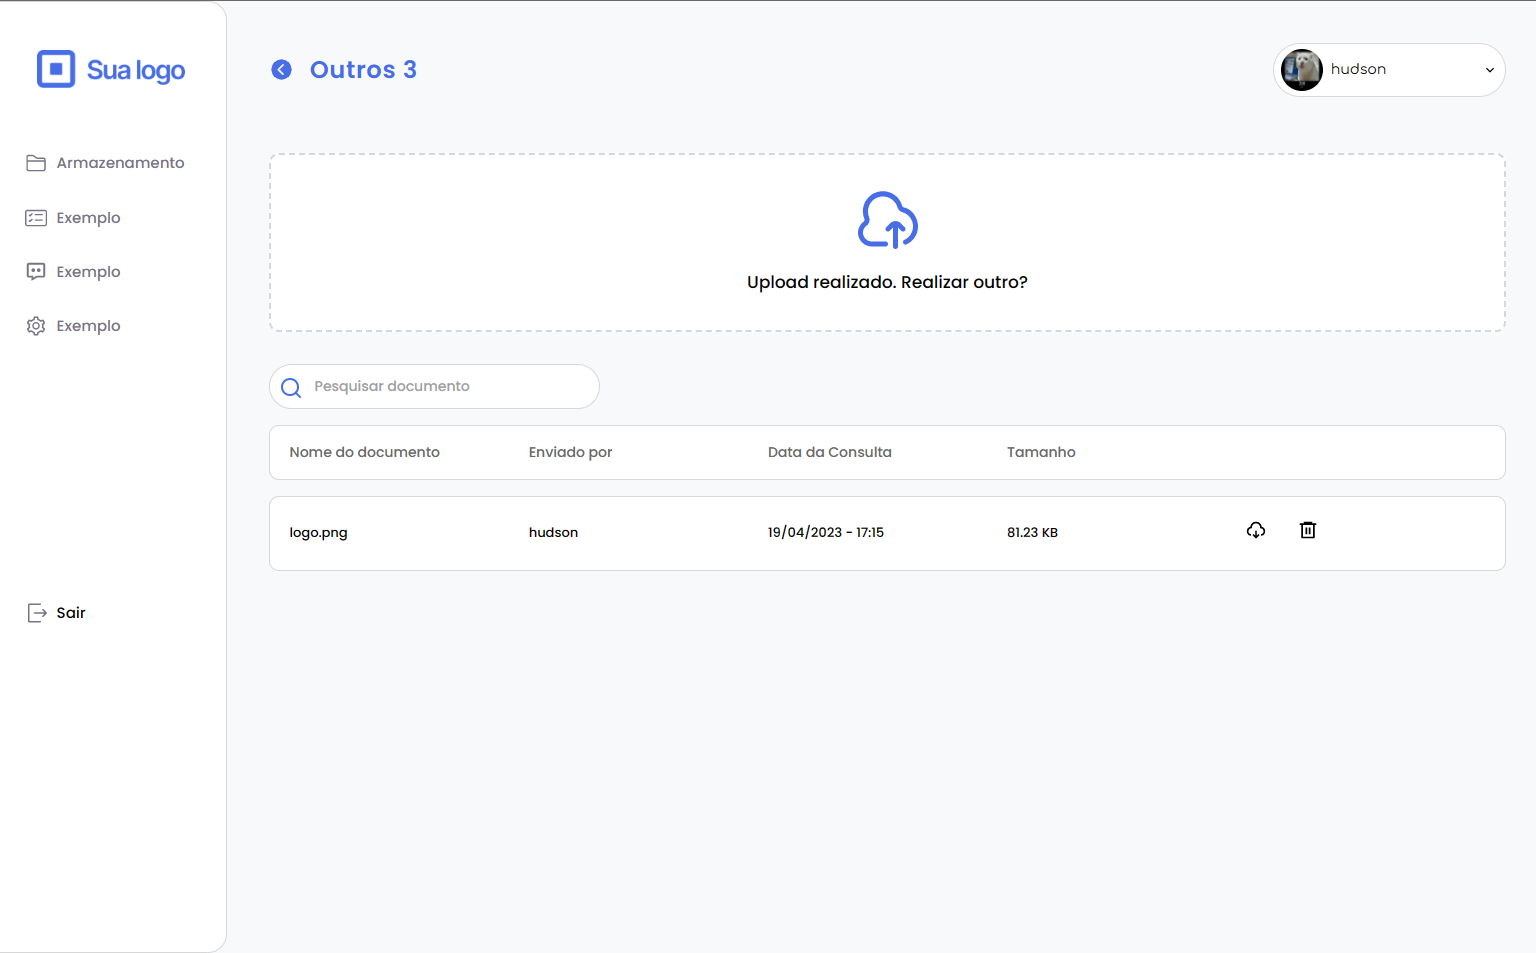 Sua logo
Armazenamento
Exemplo
Exemplo
Exemplo
Sair
Outros 3
hudson
Upload realizado. Realizar outro?
Pesquisar documento
Nome do documento Enviado por Data da Consulta Tamanho
logo.png hudson 19/04/2023 - 17:15 81.23 KB